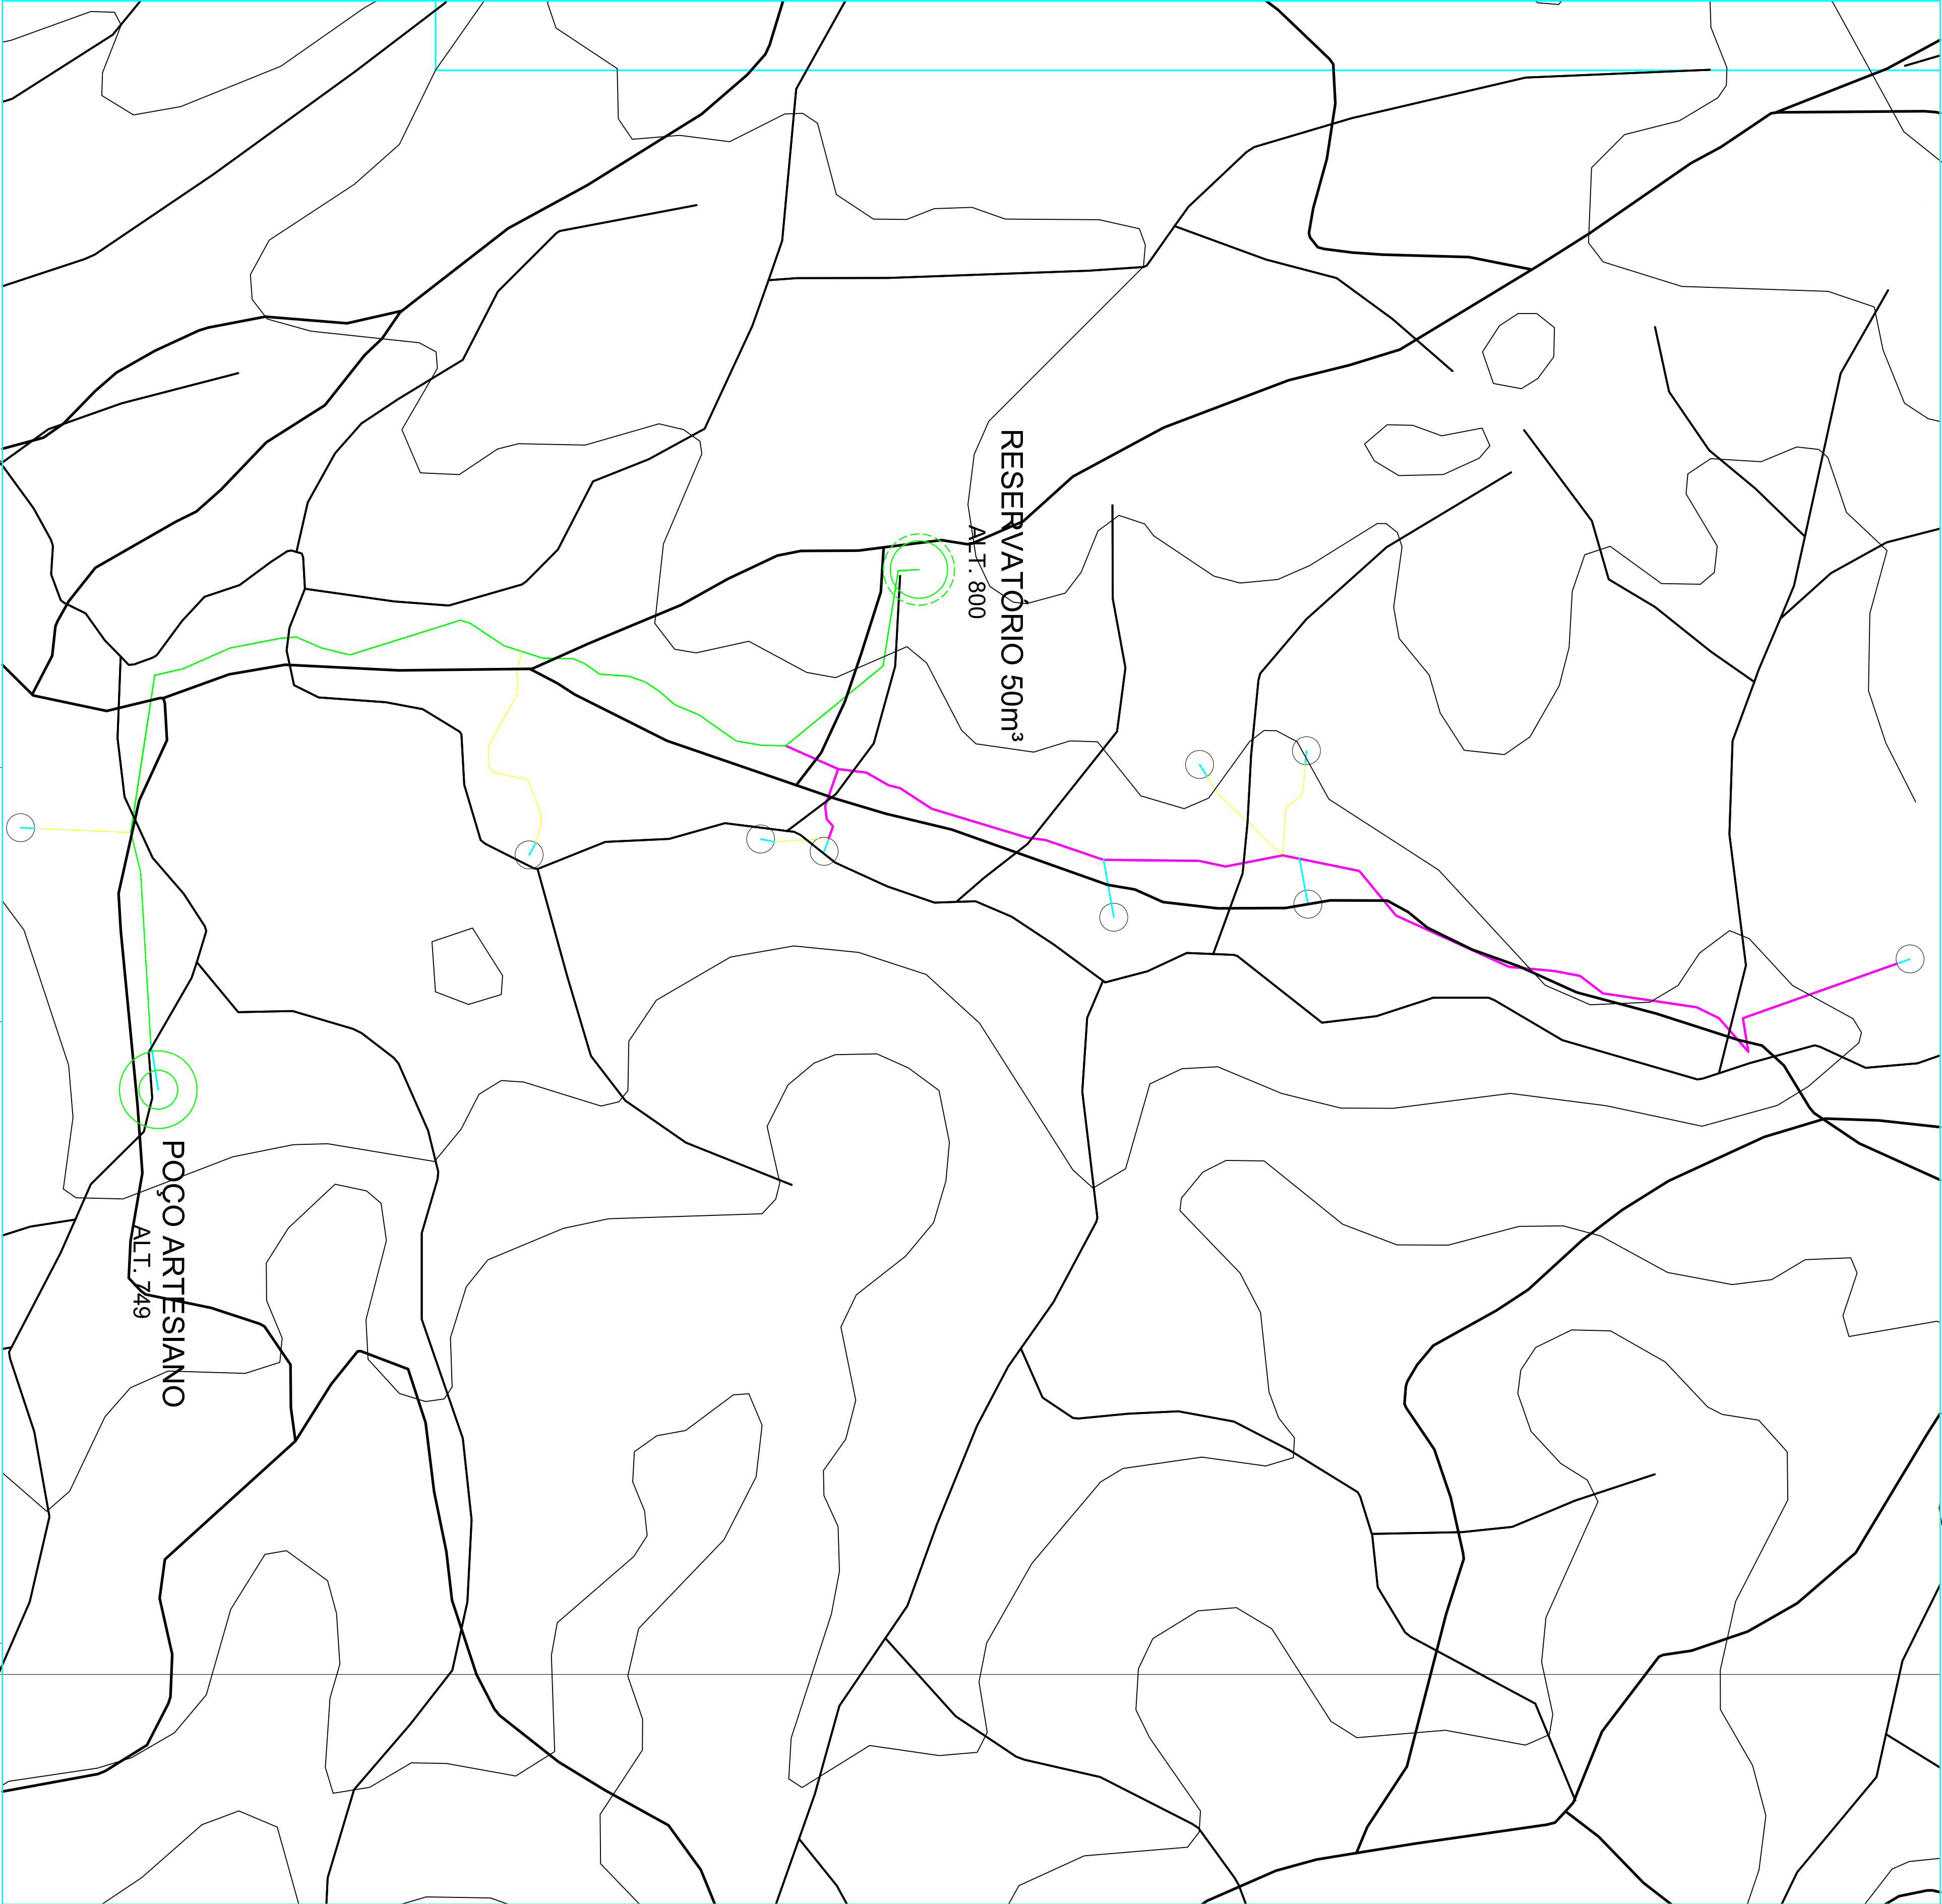 RESERVATÓRIO 50m³
ALT. 800
POÇO ARTESIANO
ALT. 749